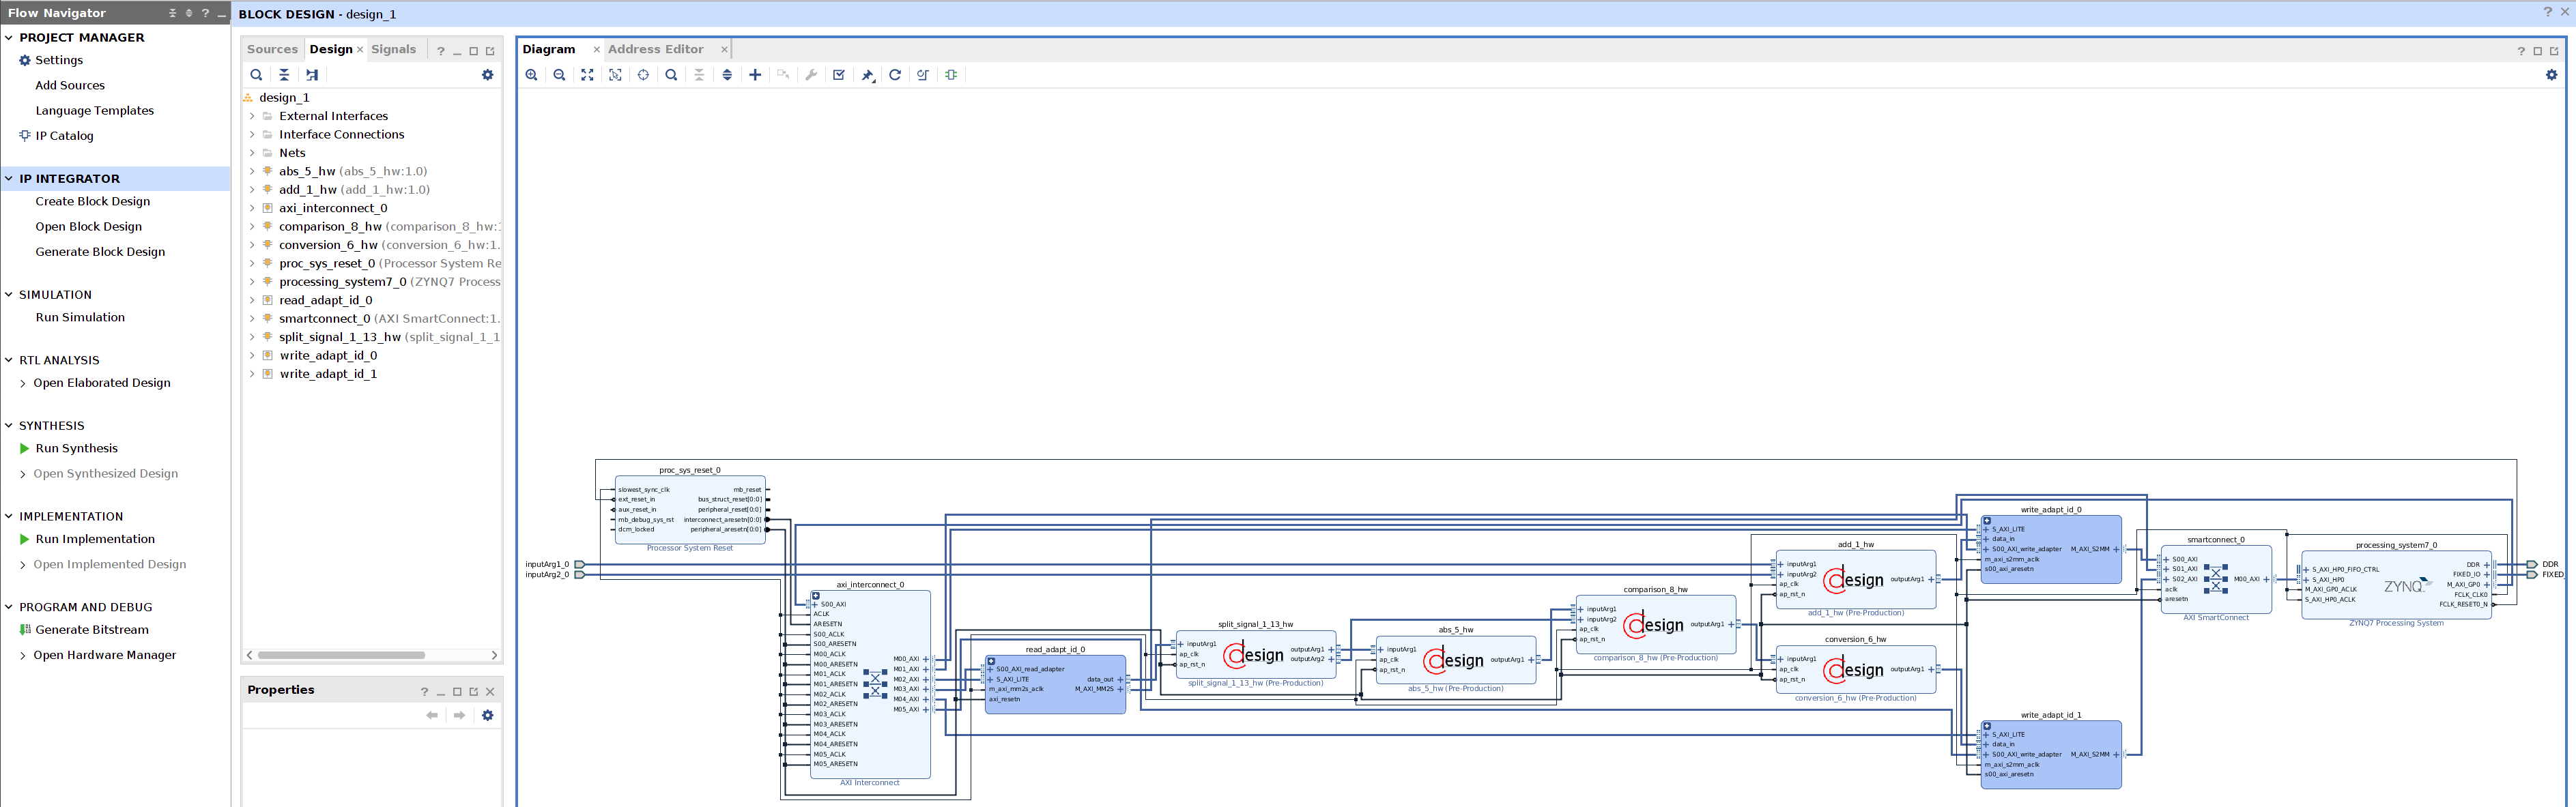 Flow Navigator
PROJECT MANAGER
Settings
Add Sources
Language Templates
IP Catalog
IP INTEGRATOR
Create Block Design
Open Block Design
Generate Block Design
SIMULATION
Run Simulation
RTL ANALYSIS
Open Elaborated Design
SYNTHESIS
Run Synthesis
Open Synthesized Design
IMPLEMENTATION
Run Implementation
Open Implemented Design
PROGRAM AND DEBUG
Generate Bitstream
Open Hardware Manager
BLOCK DESIGN - design_1
Sources Design Signals
design_1
External Interfaces
Interface Connections
Nets
abs_5_hw (abs_5_hw:1.0)
add_1_hw (add_1_hw:1.0)
axi_interconnect_0
comparison_8_hw (comparison_8_hw:1
conversion_6_hw (conversion_6_hw:1.
proc_sys_reset_0 (Processor System Re
processing_system7_0 (ZYNQ7 Process
read_adapt_id_0
smartconnect_0 (AXI SmartConnect:1.
split_signal_1_13_hw (split_signal_1_1
write_adapt_id_0
write_adapt_id_1
Properties
Diagram Address Editor
proc_sys_reset_0
slowest_sync_clk
ext_reset_in
aux_reset_in
mb_debug_sys_rst
dcm_locked
mb_reset
bus_struct_reset[0:0]
peripheral_reset[0:0]
interconnect_aresetn[0:0]
peripheral_aresetn[0:0]
Processor System Reset
inputArg1_0
inputArg2_0
axi_interconnect_0
S00_AXI
ACLK
ARESETN
S00_ACLK
S00_ARESETN
M00_ACLK
M00_ARESETN
M01_ACLK
M01_ARESETN
M02_ACLK
M02_ARESETN
M03_ACLK
M03_ARESETN
M04_ACLK
M04_ARESETN
M05_ACLK
M05_ARESETN
M00_AXI
M01_AXI
M02_AXI
M03_AXI
M04_AXI
M05_AXI
AXI Interconnect
read_adapt_id_0
S00_AXI_read_adapter
S_AXI_LITE
m_axi_mm2s_aclk
axi_resetn
data_out
M_AXI_MM2S
split_signal_1_13_hw
inputArg1
ap_clk
ap_rst_n
design
outputArg1
outputArg2
split_signal_1_13_hw (Pre-Production)
abs_5_hw
inputArg1
ap_clk
ap_rst_n
design
outputArg1
abs_5_hw (Pre-Production)
comparison_8_hw
inputArg1
inputArg2
ap_clk
ap_rst_n
design
outputArg1
comparison_8_hw (Pre-Production)
add_1_hw
inputArg1
inputArg2
ap_clk
ap_rst_n
design
outputArg1
add_1_hw (Pre-Production)
conversion_6_hw
inputArg1
ap_clk
ap_rst_n
design
outputArg1
conversion_6_hw (Pre-Production)
write_adapt_id_0
S_AXI_LITE
data_in
S00_AXI_write_adapter
m_axi_s2mm_aclk
s00_axi_aresetn
M_AXI_S2MM
write_adapt_id_1
S_AXI_LITE
data_in
S00_AXI_write_adapter
m_axi_s2mm_aclk
s00_axi_aresetn
M_AXI_S2MM
smartconnect_0
S00_AXI
S01_AXI
S02_AXI
aclk
aresetn
M00_AXI
AXI SmartConnect
processing_system7_0
S_AXI_HP0_FIFO_CTRL
S_AXI_HP0
M_AXI_GP0_ACLK
S_AXI_HP0_ACLK
ZYNQ
DDR
FIXED_IO
M_AXI_GP0
FCLK_CLK0
FCLK_RESET0_N
ZYNQ7 Processing System
DDR
FIXED_